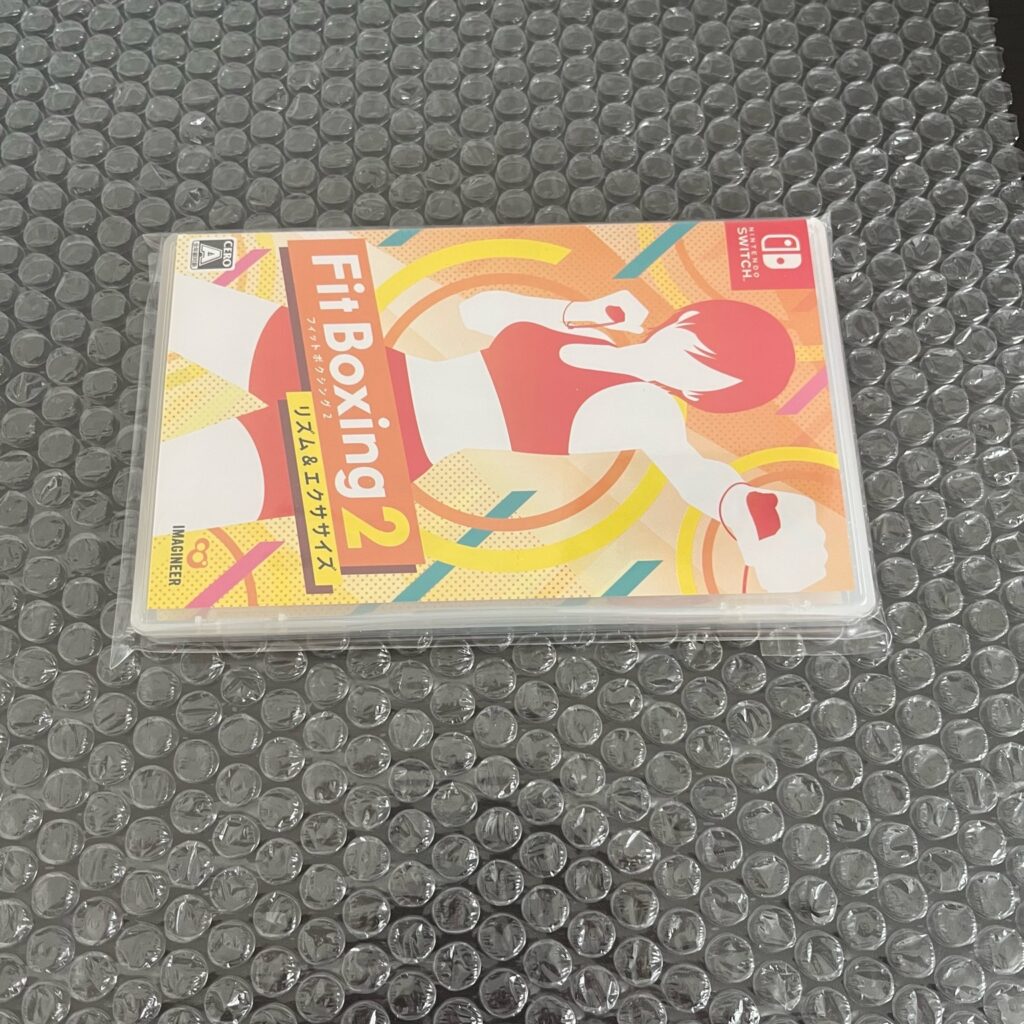 NINTENDO
SWITCH
Fit Boxing 2
フィットボクシング2
リズム&エクササイズ
CERO
A
IMAGINEER